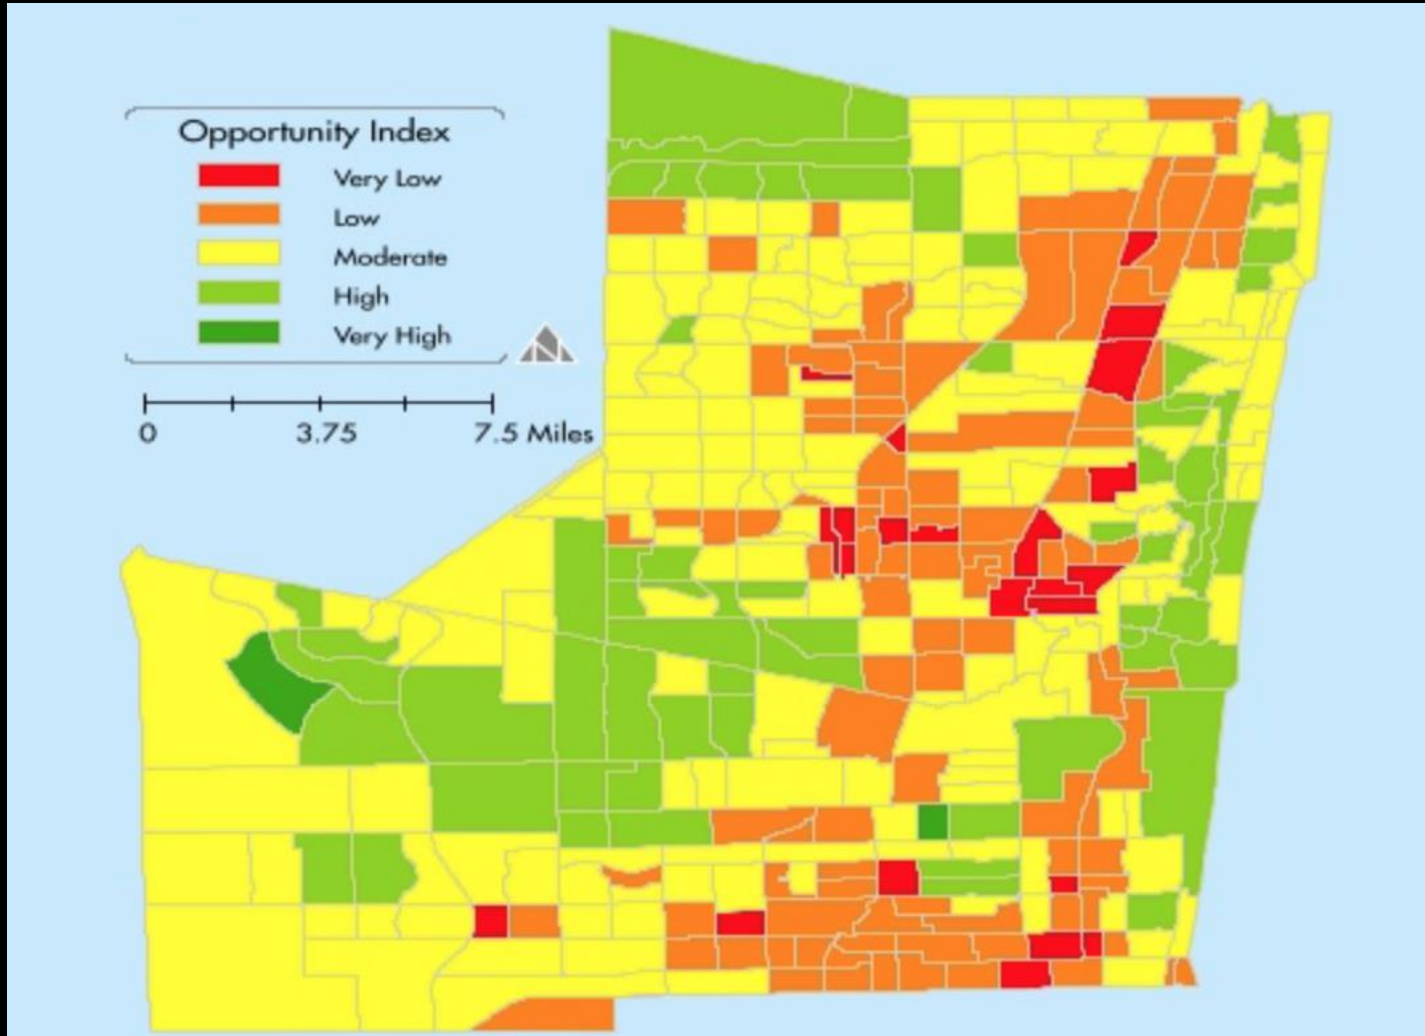 Opportunity Index
Very Low
Low
Moderate
High
Very High
0 3.75 7.5 Miles